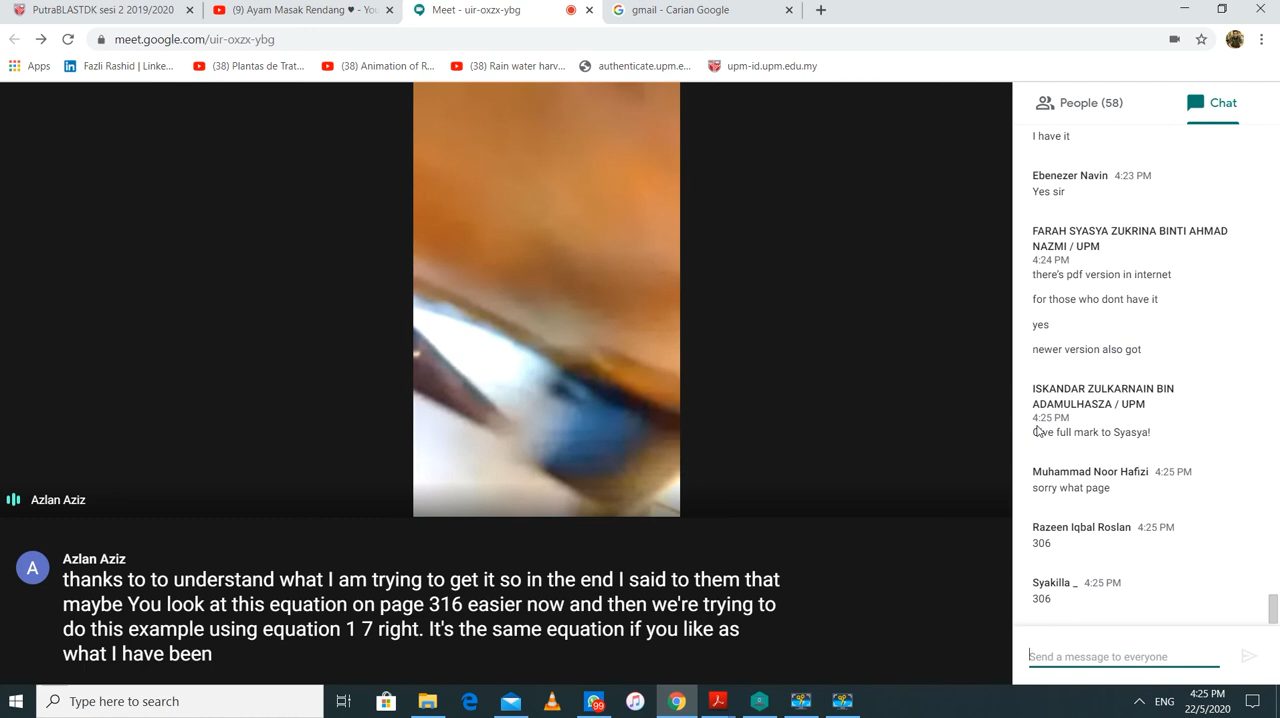 PutraBLASTDK sesi 2 2019/2020
(9) Ayam Masak Rendang ♥ - You
Meet - uir-oxzx-ybg
gmail - Carian Google
meet.google.com/uir-oxzx-ybg
Apps
Fazli Rashid | Linke...
(38) Plantas de Trat...
(38) Animation of R...
(38) Rain water harv...
authenticate.upm.e...
upm-id.upm.edu.my
People (58)
Chat
I have it
Ebenezer Navin 4:23 PM
Yes sir
FARAH SYASYA ZUKRINA BINTI AHMAD
NAZMI / UPM
4:24 PM
there's pdf version in internet
for those who dont have it
yes
newer version also got
ISKANDAR ZULKARNAIN BIN
ADAMULHASZA / UPM
4:25 PM
Give full mark to Syasya!
Muhammad Noor Hafizi 4:25 PM
sorry what page
Razeen Iqbal Roslan 4:25 PM
306
Syakilla _ 4:25 PM
306
Send a message to everyone
Azlan Aziz
A
Azlan Aziz
thanks to to understand what I am trying to get it so in the end I said to them that
maybe You look at this equation on page 316 easier now and then we're trying to
do this example using equation 1 7 right. It's the same equation if you like as
what I have been
Type here to search
99
ENG
4:25 PM
22/5/2020